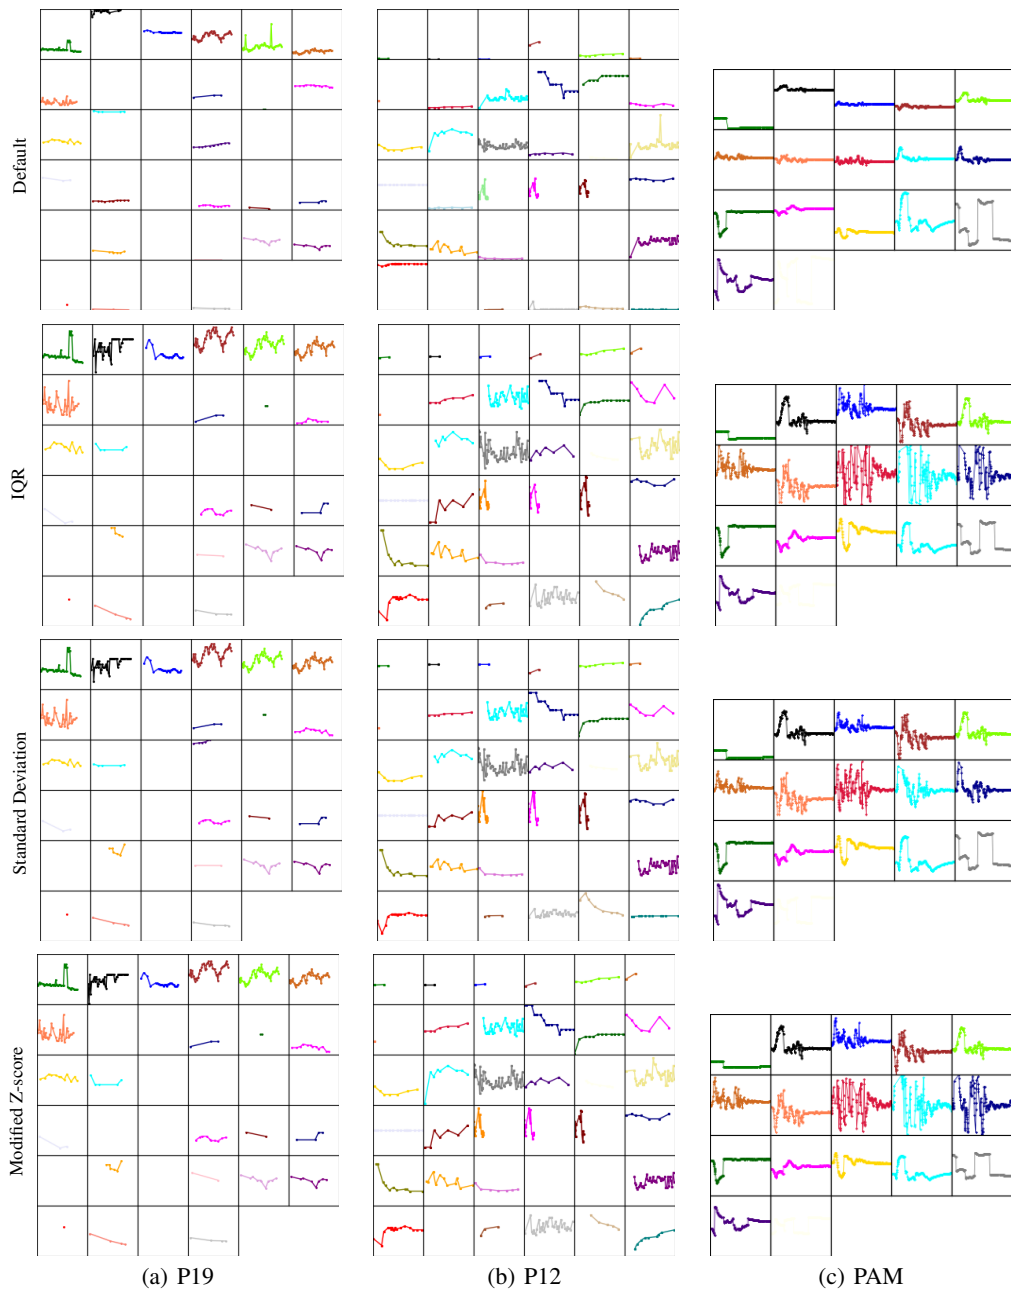 Default
IQR
Standard Deviation
Modified Z-score
(a) P19
(b) P12
(c) PAM